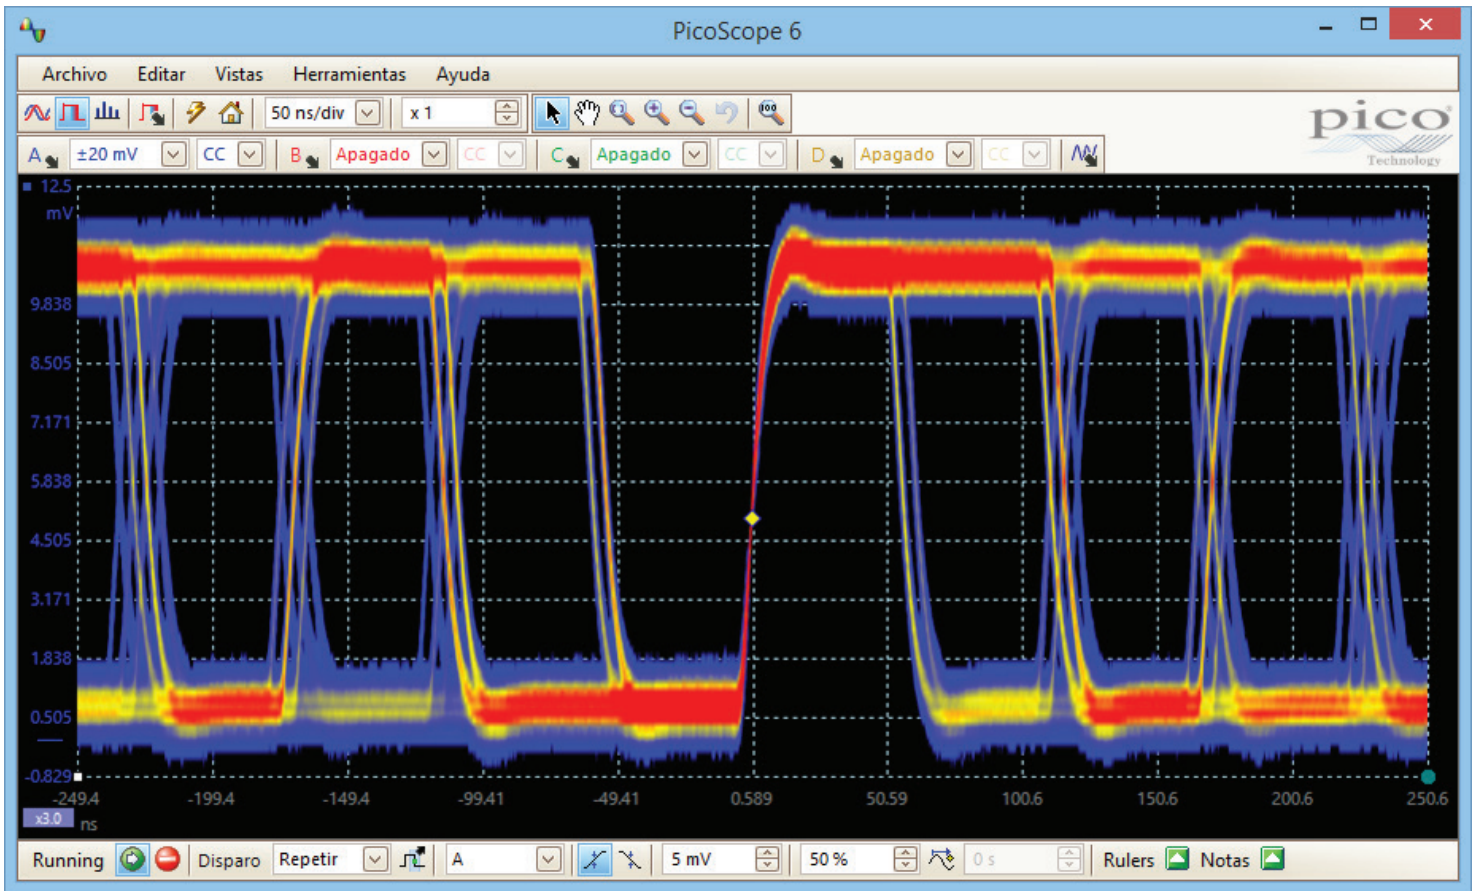 PicoScope 6
Archivo Editar Vistas Herramientas Ayuda
50 ns/div x 1
pico
Technology
A ±20 mV CC B Apagado CC C Apagado CC D Apagado CC
12.5
mV
9.838
8.505
7.171
5.838
4.505
3.171
1.838
0.505
-0.829
-249.4 -199.4 -149.4 -99.41 -49.41 0.589 50.59 100.6 150.6 200.6 250.6
x3.0 ns
Running Disparo Repetir A 5 mV 50 % 0 s Rulers Notas